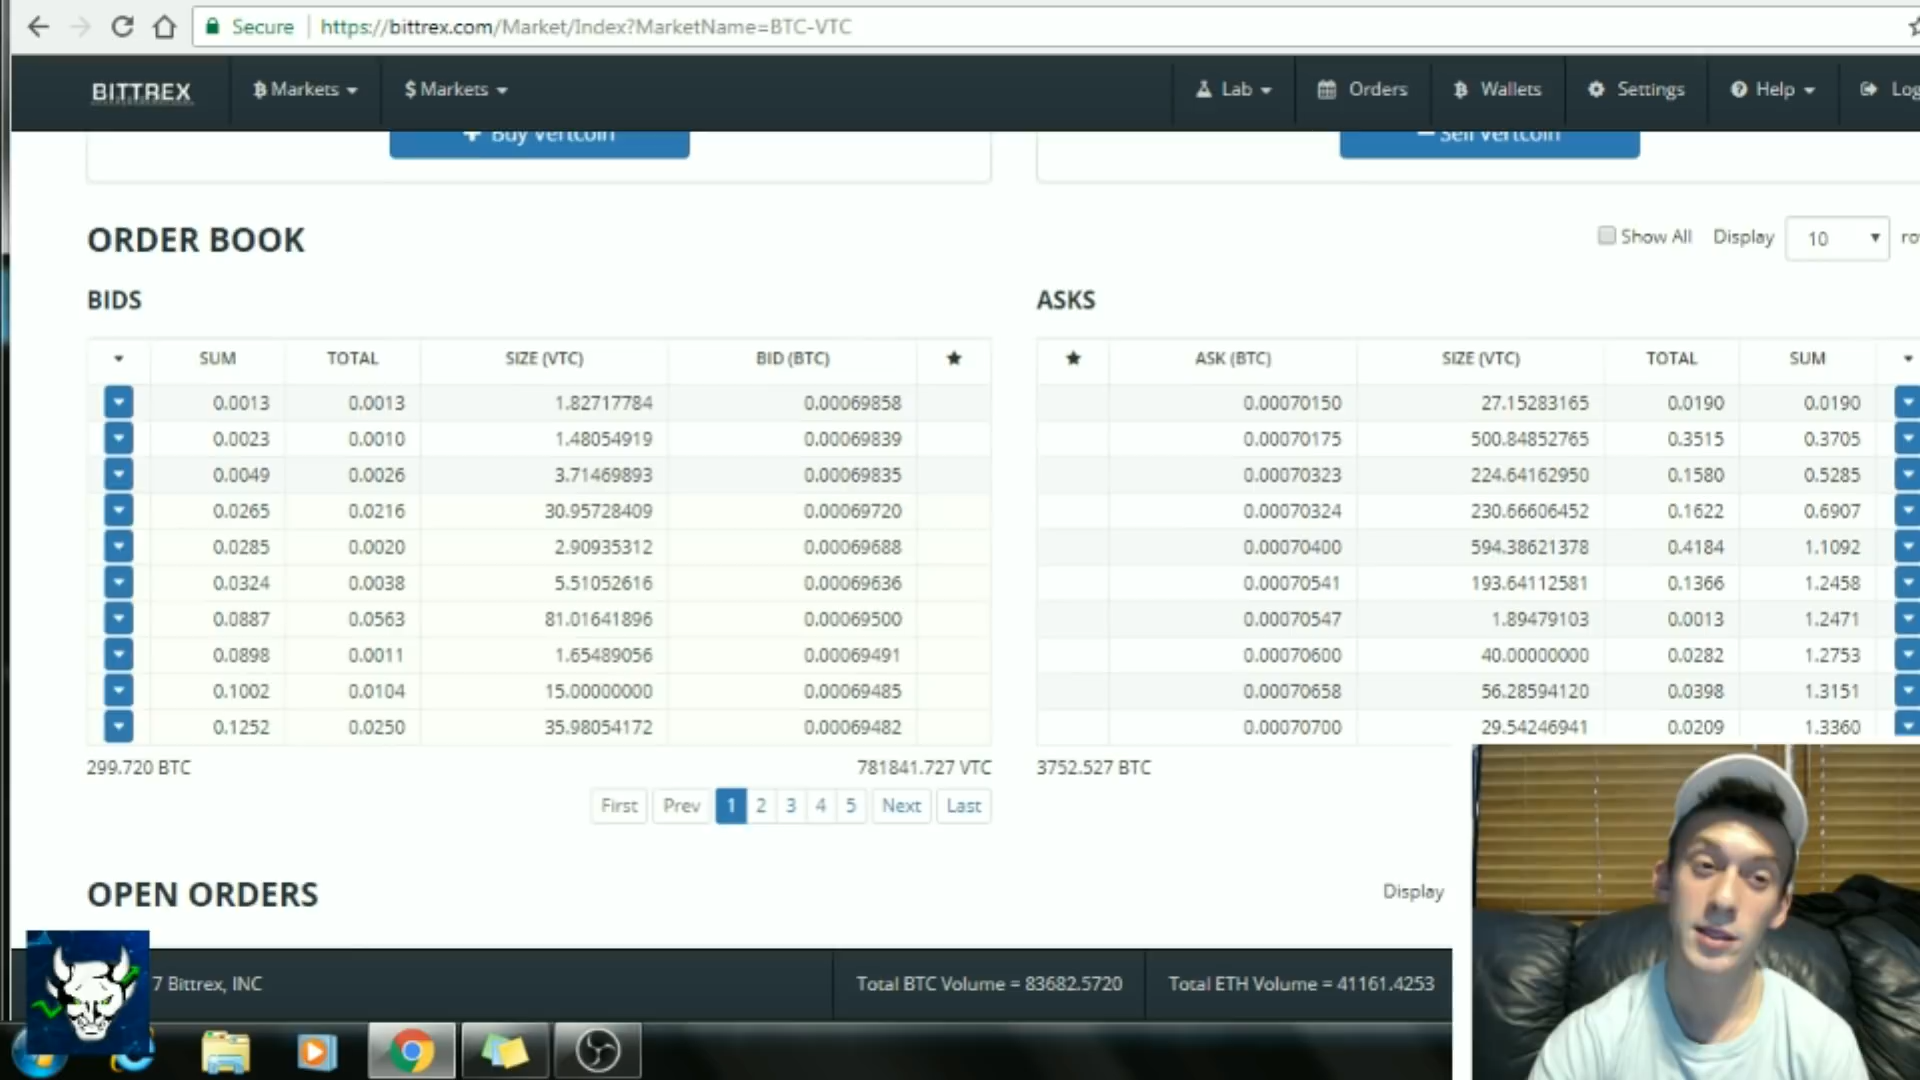 Secure https://bittrex.com/Market/Index?MarketName=BTC-VTC
BITTREX Markets $ Markets Lab Orders Wallets Settings Help
Buy Vertcoin Sell Vertcoin
ORDER BOOK Show All Display 10
BIDS ASKS
SUM TOTAL SIZE (VTC) BID (BTC) ASK (BTC) SIZE (VTC) TOTAL SUM
0.0013 0.0013 1.82717784 0.00069858 0.00070150 27.15283165 0.0190 0.0190
0.0023 0.0010 1.48054919 0.00069839 0.00070175 500.84852765 0.3515 0.3705
0.0049 0.0026 3.71469893 0.00069835 0.00070323 224.64162950 0.1580 0.5285
0.0265 0.0216 30.95728409 0.00069720 0.00070324 230.66606452 0.1622 0.6907
0.0285 0.0020 2.90935312 0.00069688 0.00070400 594.38621378 0.4184 1.1092
0.0324 0.0038 5.51052616 0.00069636 0.00070541 193.64112581 0.1366 1.2458
0.0887 0.0563 81.01641896 0.00069500 0.00070547 1.89479103 0.0013 1.2471
0.0898 0.0011 1.65489056 0.00069491 0.00070600 40.00000000 0.0282 1.2753
0.1002 0.0104 15.00000000 0.00069485 0.00070658 56.28594120 0.0398 1.3151
0.1252 0.0250 35.98054172 0.00069482 0.00070700 29.54246941 0.0209 1.3360
299.720 BTC 781841.727 VTC 3752.527 BTC
First Prev 1 2 3 4 5 Next Last
OPEN ORDERS Display
7 Bittrex, INC Total BTC Volume = 83682.5720 Total ETH Volume = 41161.4253